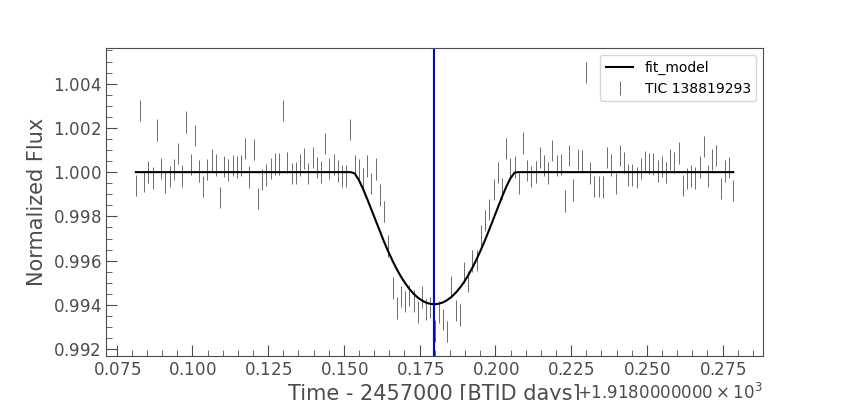 1.004
1.002
1.000
0.998
0.996
0.994
0.992
Normalized Flux
fit_model
TIC 138819293
0.075 0.100 0.125 0.150 0.175 0.200 0.225 0.250 0.275
Time - 2457000 [BTJD days]
+1.9180000000 × 10³